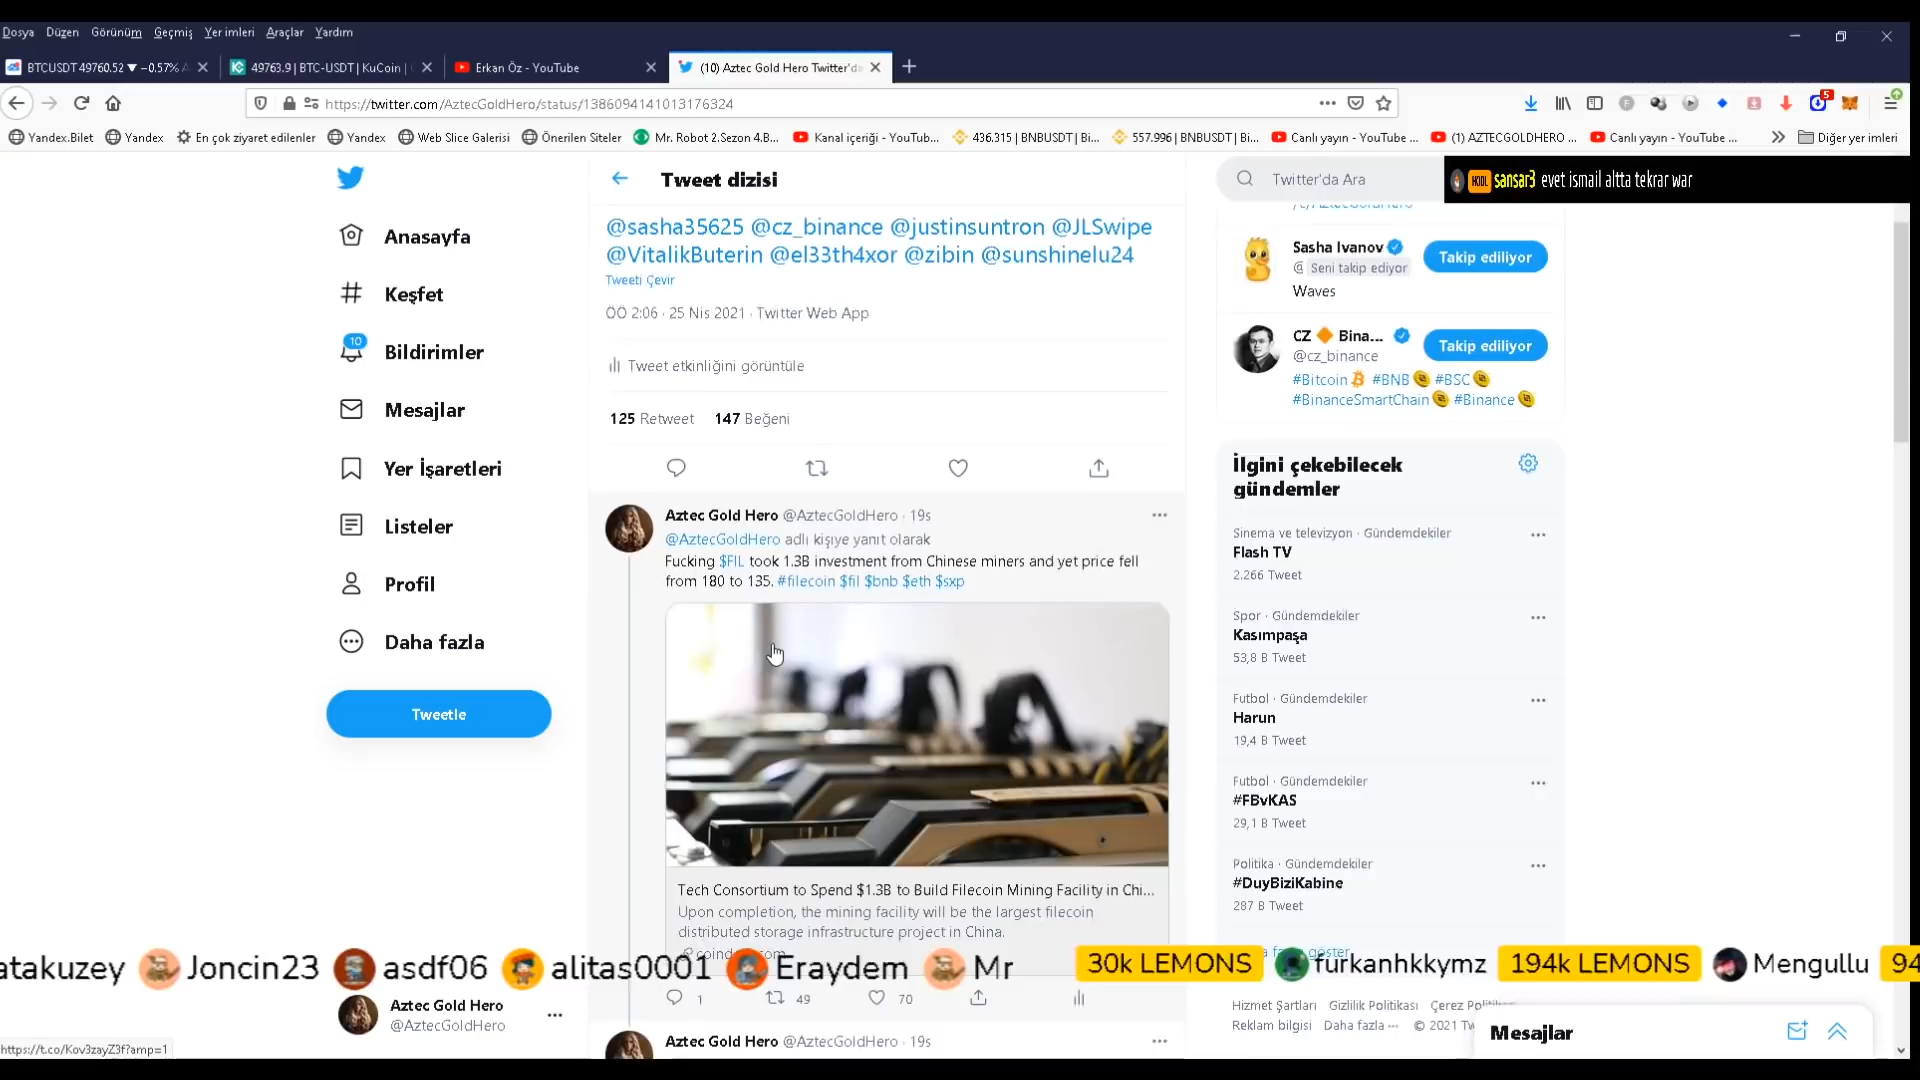 Dosya Düzen Görünüm Geçmiş Yer imleri Araçlar Yardım
BTCUSDT 49760.52 ▼ −0.57%
49763.9 | BTC-USDT | KuCoin |
Erkan Öz - YouTube
(10) Aztec Gold Hero Twitter'da
https://twitter.com/AztecGoldHero/status/1386094141013176324
5
Yandex.Bilet Yandex En çok ziyaret edilenler Yandex Web Slice Galerisi Önerilen Siteler Mr. Robot 2.Sezon 4.B... Kanal içeriği - YouTub... 436.315 | BNBUSDT | Bi... 557.996 | BNBUSDT | Bi... Canlı yayın - YouTube ... (1) AZTECGOLDHERO ... Canlı yayın - YouTube ... Diğer yer imleri
Anasayfa
Keşfet
10
Bildirimler
Mesajlar
Yer İşaretleri
Listeler
Profil
Daha fazla
Tweetle
Aztec Gold Hero
@AztecGoldHero
Tweet dizisi
@sasha35625 @cz_binance @justinsuntron @JLSwipe
@VitalikButerin @el33th4xor @zibin @sunshinelu24
Tweeti Çevir
ÖÖ 2:06 · 25 Nis 2021 · Twitter Web App
Tweet etkinliğini görüntüle
125 Retweet 147 Beğeni
Aztec Gold Hero @AztecGoldHero · 19s
@AztecGoldHero adlı kişiye yanıt olarak
Fucking $FIL took 1.3B investment from Chinese miners and yet price fell
from 180 to 135. #filecoin $fil $bnb $eth $sxp
Tech Consortium to Spend $1.3B to Build Filecoin Mining Facility in Chi...
Upon completion, the mining facility will be the largest filecoin
distributed storage infrastructure project in China.
1 49 70
Aztec Gold Hero @AztecGoldHero · 19s
Twitter'da Ara
HODL sansar3 evet ismail altta tekrar war
Sasha Ivanov
@ Seni takip ediyor
Takip ediliyor
Waves
CZ Bina...
@cz_binance
Takip ediliyor
#Bitcoin #BNB #BSC
#BinanceSmartChain #Binance
İlgini çekebilecek
gündemler
Sinema ve televizyon · Gündemdekiler
Flash TV
2.266 Tweet
Spor · Gündemdekiler
Kasımpaşa
53,8 B Tweet
Futbol · Gündemdekiler
Harun
19,4 B Tweet
Futbol · Gündemdekiler
#FBvKAS
29,1 B Tweet
Politika · Gündemdekiler
#DuyBiziKabine
287 B Tweet
göster
atakuzey Joncin23 asdf06 alitas0001 Eraydem Mr 30k LEMONS furkanhkkymz 194k LEMONS Mengullu 94
Hizmet Şartları Gizlilik Politikası Çerez
Reklam bilgisi Daha fazla ··· © 2021
Mesajlar
https://t.co/Kov3zayZ3f?amp=1